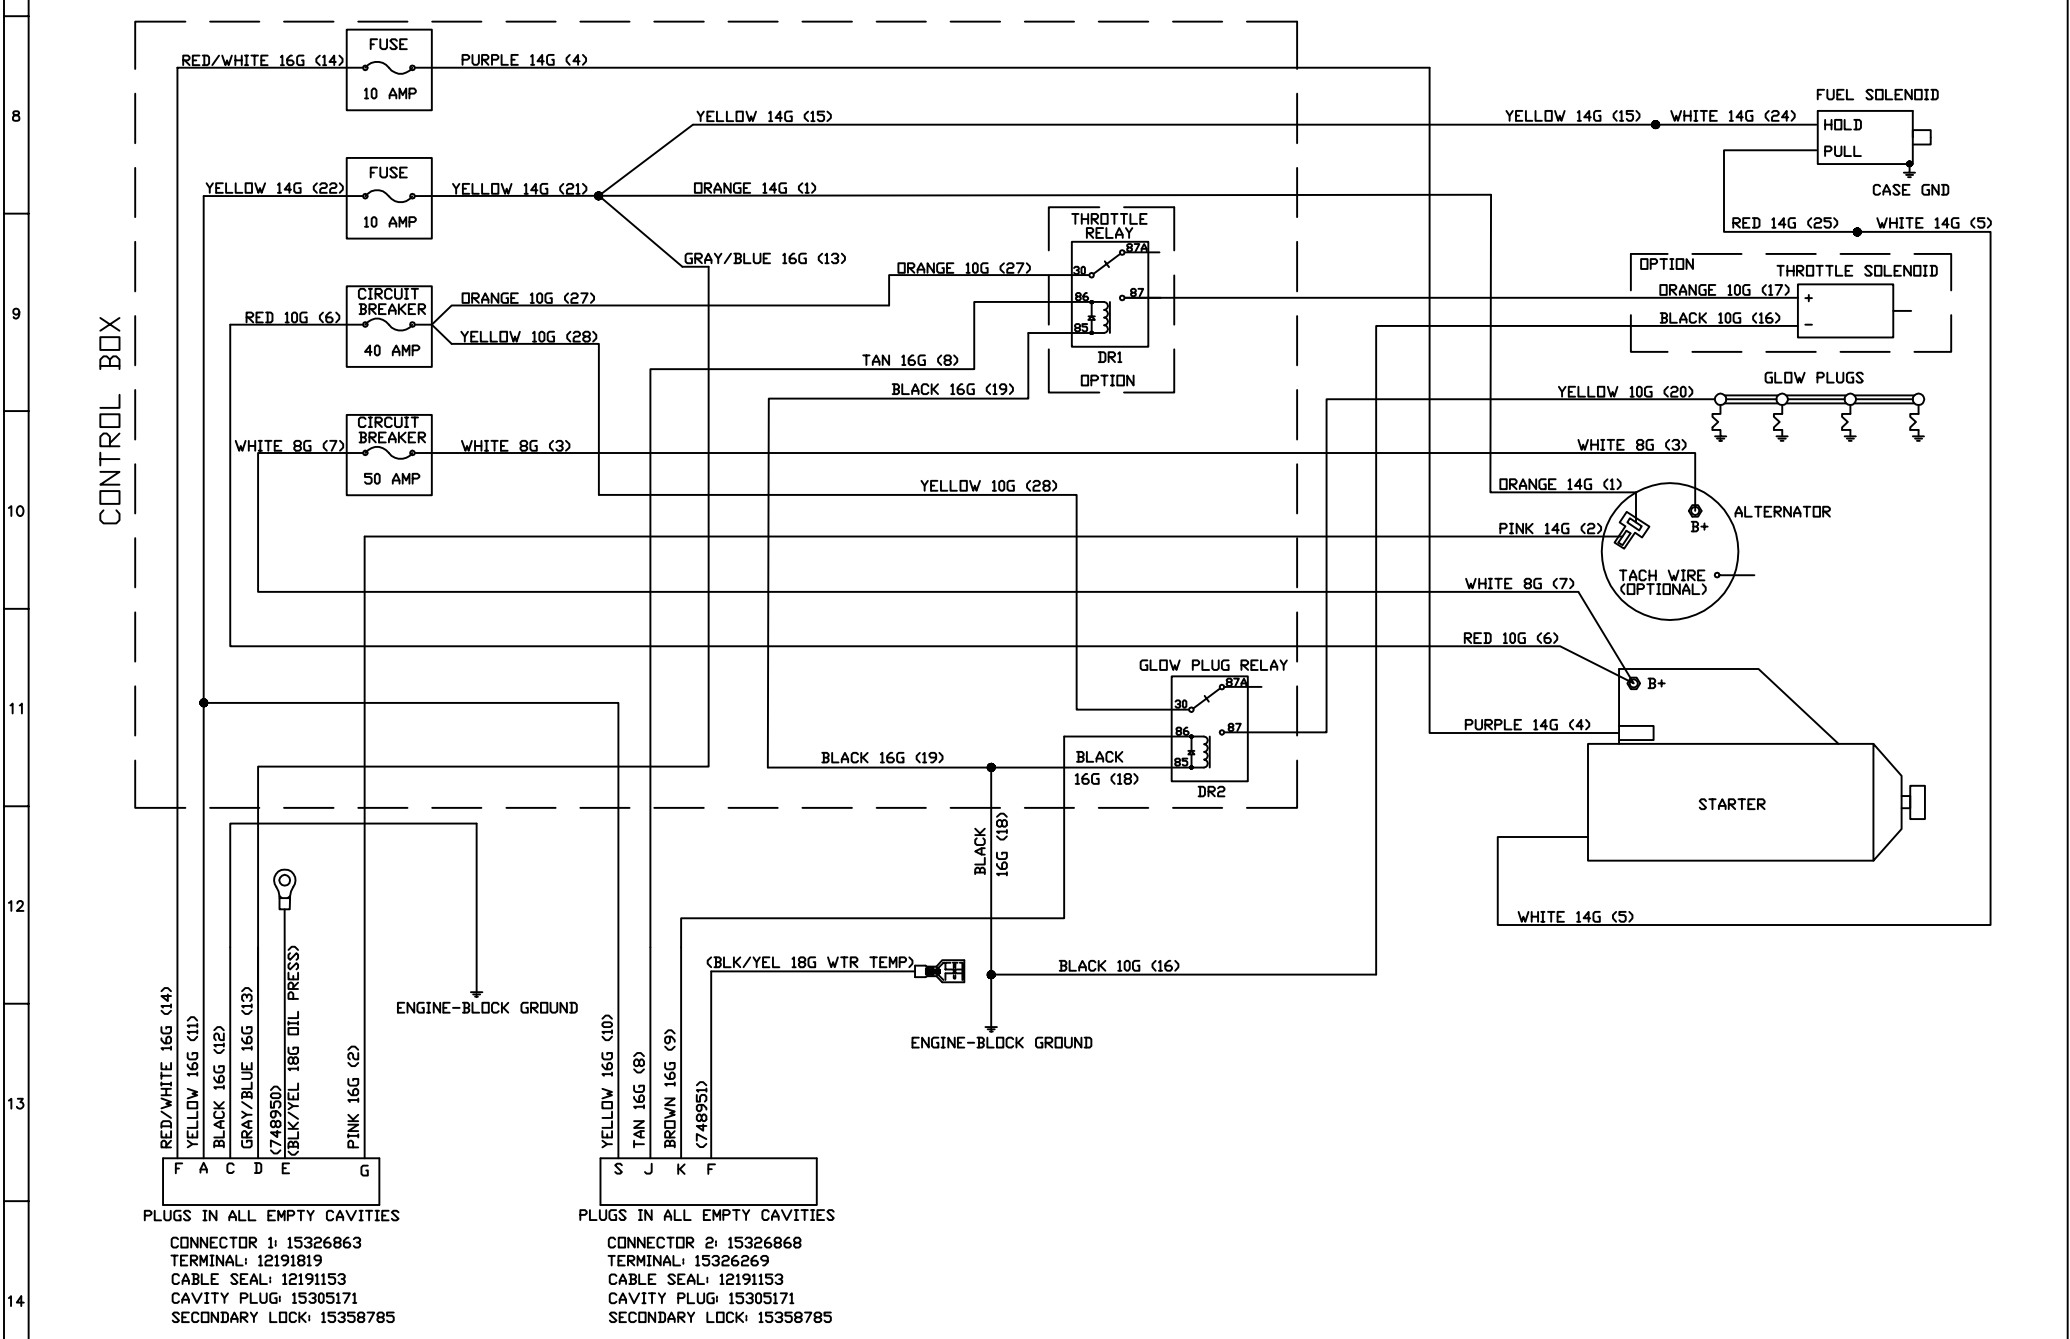 8
9
10
11
12
13
14
CONTROL BOX
FUSE
RED/WHITE 16G (14)
PURPLE 14G (4)
10 AMP
FUSE
YELLOW 14G (22)
YELLOW 14G (21)
10 AMP
YELLOW 14G (15)
YELLOW 14G (15)
WHITE 14G (24)
FUEL SOLENOID
HOLD
PULL
CASE GND
ORANGE 14G (1)
RED 14G (25)
WHITE 14G (5)
THROTTLE
RELAY
87A
30
86
87
85
DR1
OPTION
GRAY/BLUE 16G (13)
ORANGE 10G (27)
OPTION
THROTTLE SOLENOID
ORANGE 10G (17)
+
BLACK 10G (16)
-
CIRCUIT
BREAKER
RED 10G (6)
40 AMP
ORANGE 10G (27)
YELLOW 10G (28)
TAN 16G (8)
BLACK 16G (19)
GLOW PLUGS
YELLOW 10G (20)
CIRCUIT
BREAKER
WHITE 8G (7)
WHITE 8G (3)
50 AMP
WHITE 8G (3)
YELLOW 10G (28)
ORANGE 14G (1)
ALTERNATOR
B+
PINK 14G (2)
TACH WIRE
(OPTIONAL)
WHITE 8G (7)
RED 10G (6)
GLOW PLUG RELAY
87A
30
86
87
85
DR2
B+
PURPLE 14G (4)
STARTER
BLACK 16G (19)
BLACK
16G (18)
BLACK
16G (18)
WHITE 14G (5)
(BLK/YEL 18G WTR TEMP)
BLACK 10G (16)
ENGINE-BLOCK GROUND
ENGINE-BLOCK GROUND
RED/WHITE 16G (14)
YELLOW 16G (11)
BLACK 16G (12)
GRAY/BLUE 16G (13)
(748950)
(BLK/YEL 18G OIL PRESS)
PINK 16G (2)
YELLOW 16G (10)
TAN 16G (8)
BROWN 16G (9)
(748951)
F A C D E G
S J K F
PLUGS IN ALL EMPTY CAVITIES
CONNECTOR 1: 15326863
TERMINAL: 12191819
CABLE SEAL: 12191153
CAVITY PLUG: 15305171
SECONDARY LOCK: 15358785
PLUGS IN ALL EMPTY CAVITIES
CONNECTOR 2: 15326868
TERMINAL: 15326269
CABLE SEAL: 12191153
CAVITY PLUG: 15305171
SECONDARY LOCK: 15358785